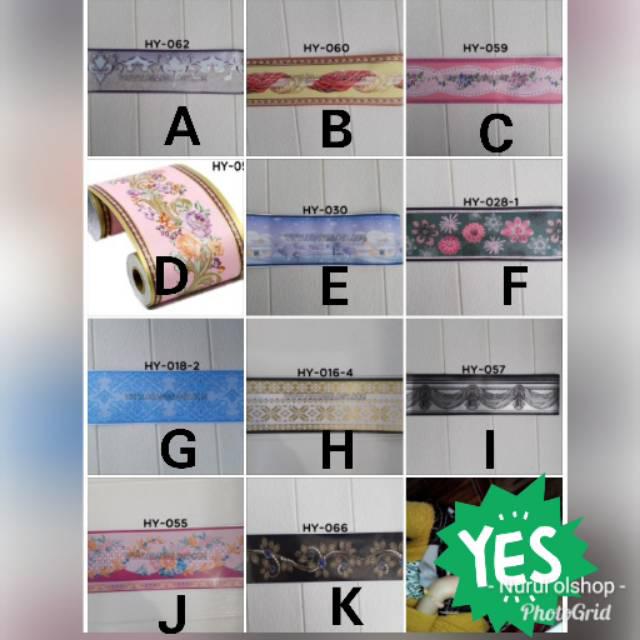 HY-062
HY-060
HY-059
A
B
C
HY-0
HY-030
HY-028-1
D
E
F
HY-018-2
HY-016-4
HY-057
G
H
I
HY-055
HY-066
J
K
YES
- Nurul olshop -
PhotoGrid